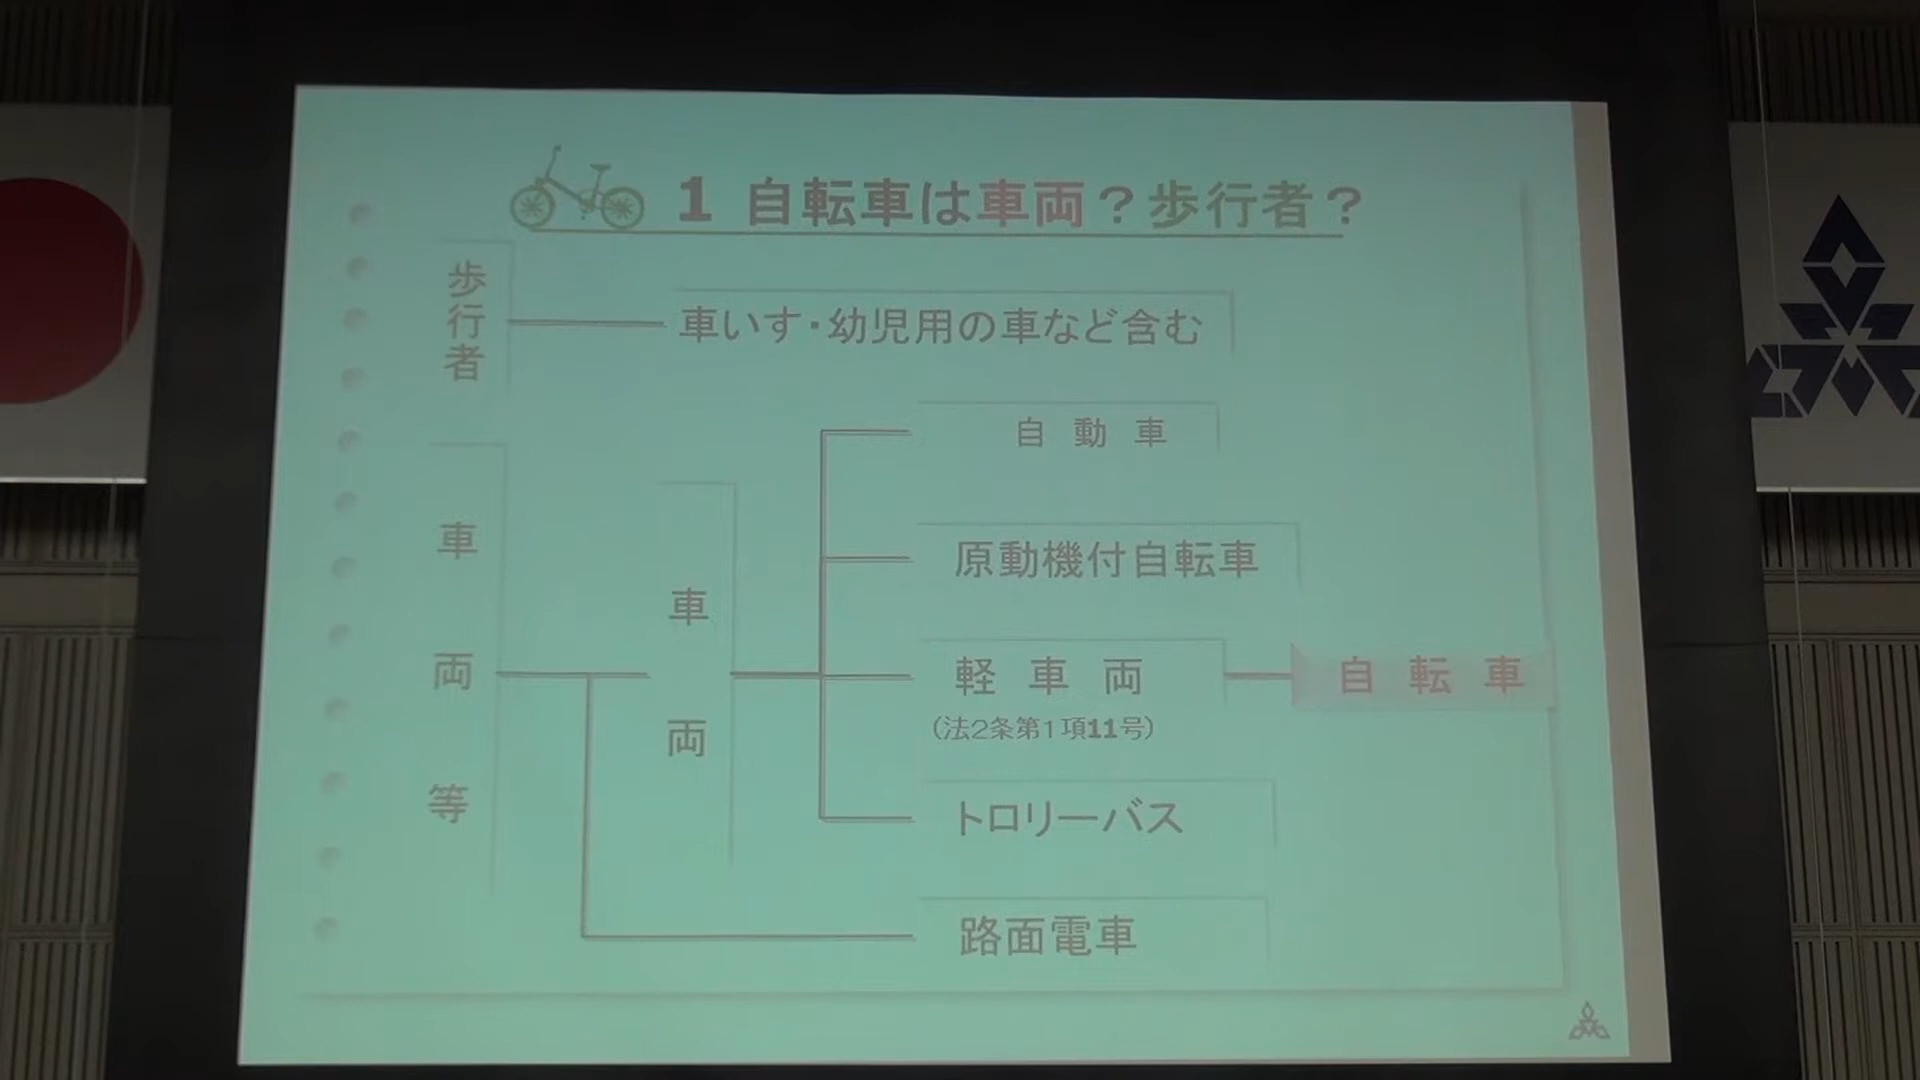 1 自転車は車両？歩行者？
歩行者
車いす・幼児用の車など含む
車両等
車両
自動車
原動機付自転車
軽車両
（法2条第1項11号）
自転車
トロリーバス
路面電車